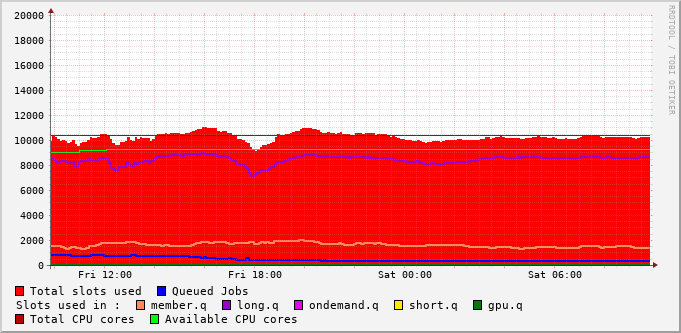 RRDTOOL / TOBI OETIKER
20000
18000
16000
14000
12000
10000
8000
6000
4000
2000
0
Fri 12:00 Fri 18:00 Sat 00:00 Sat 06:00
Total slots used Queued Jobs
Slots used in : member.q long.q ondemand.q short.q gpu.q
Total CPU cores Available CPU cores